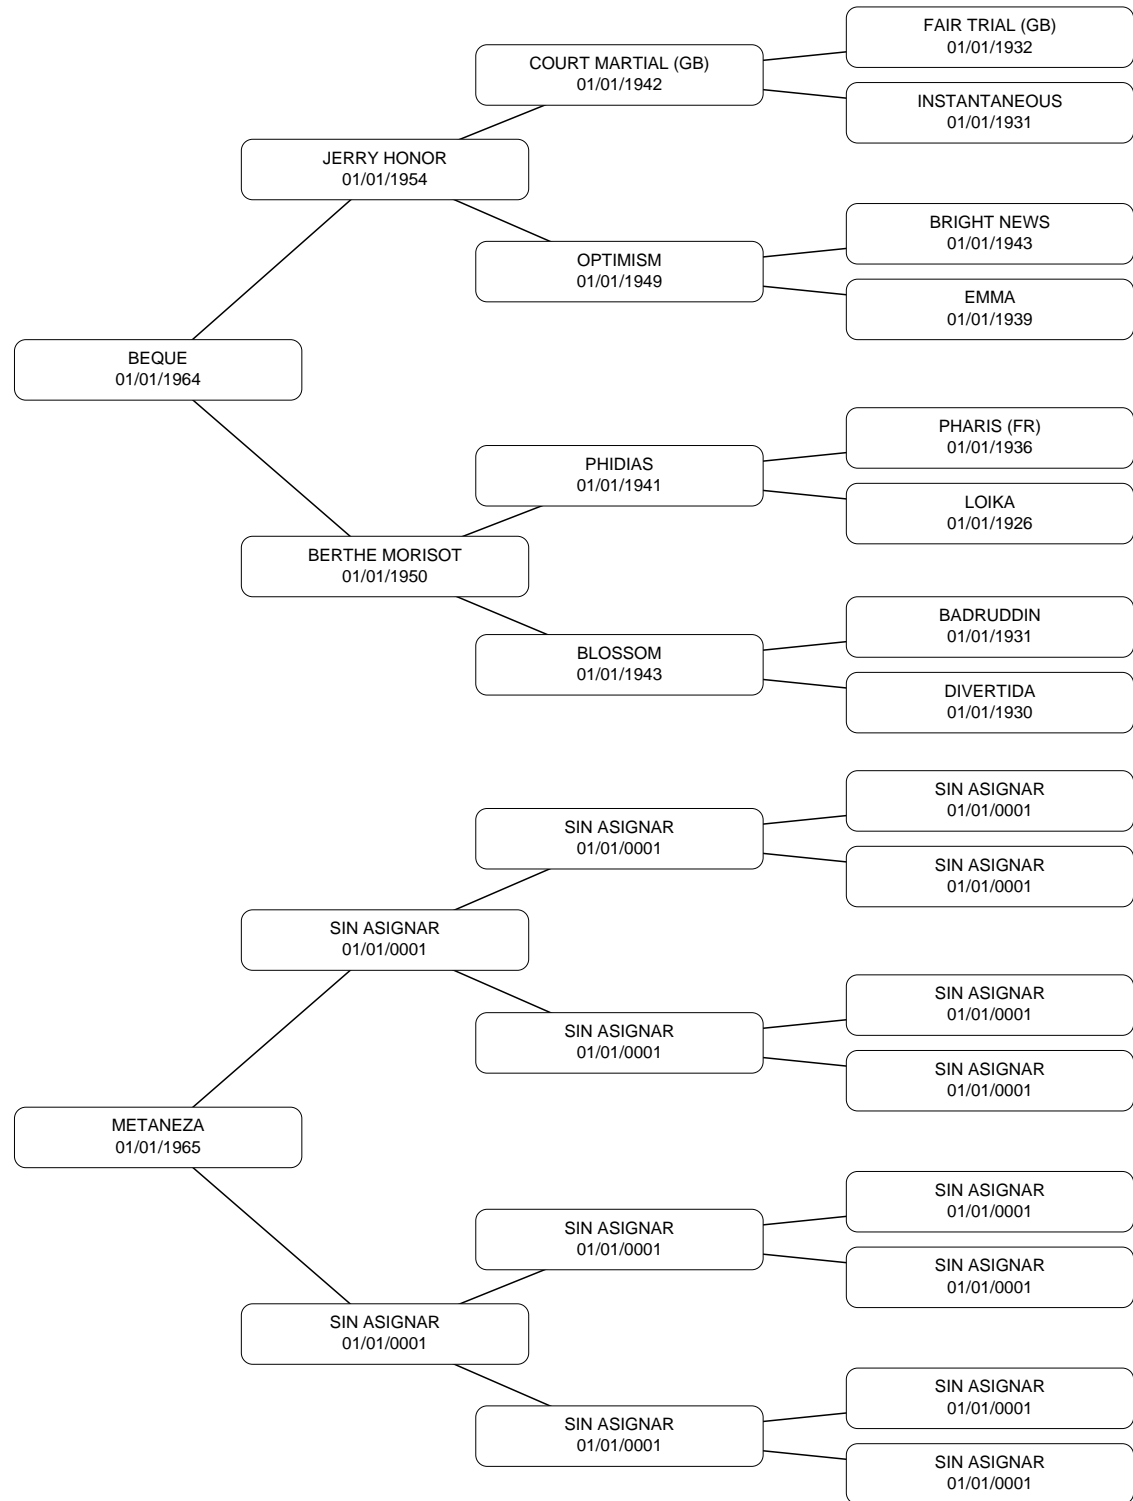 FAIR TRIAL (GB)
01/01/1932
COURT MARTIAL (GB)
01/01/1942
INSTANTANEOUS
01/01/1931
JERRY HONOR
01/01/1954
BRIGHT NEWS
01/01/1943
OPTIMISM
01/01/1949
EMMA
01/01/1939
BEQUE
01/01/1964
PHARIS (FR)
01/01/1936
PHIDIAS
01/01/1941
LOIKA
01/01/1926
BERTHE MORISOT
01/01/1950
BADRUDDIN
01/01/1931
BLOSSOM
01/01/1943
DIVERTIDA
01/01/1930
SIN ASIGNAR
01/01/0001
SIN ASIGNAR
01/01/0001
SIN ASIGNAR
01/01/0001
SIN ASIGNAR
01/01/0001
SIN ASIGNAR
01/01/0001
SIN ASIGNAR
01/01/0001
SIN ASIGNAR
01/01/0001
METANEZA
01/01/1965
SIN ASIGNAR
01/01/0001
SIN ASIGNAR
01/01/0001
SIN ASIGNAR
01/01/0001
SIN ASIGNAR
01/01/0001
SIN ASIGNAR
01/01/0001
SIN ASIGNAR
01/01/0001
SIN ASIGNAR
01/01/0001